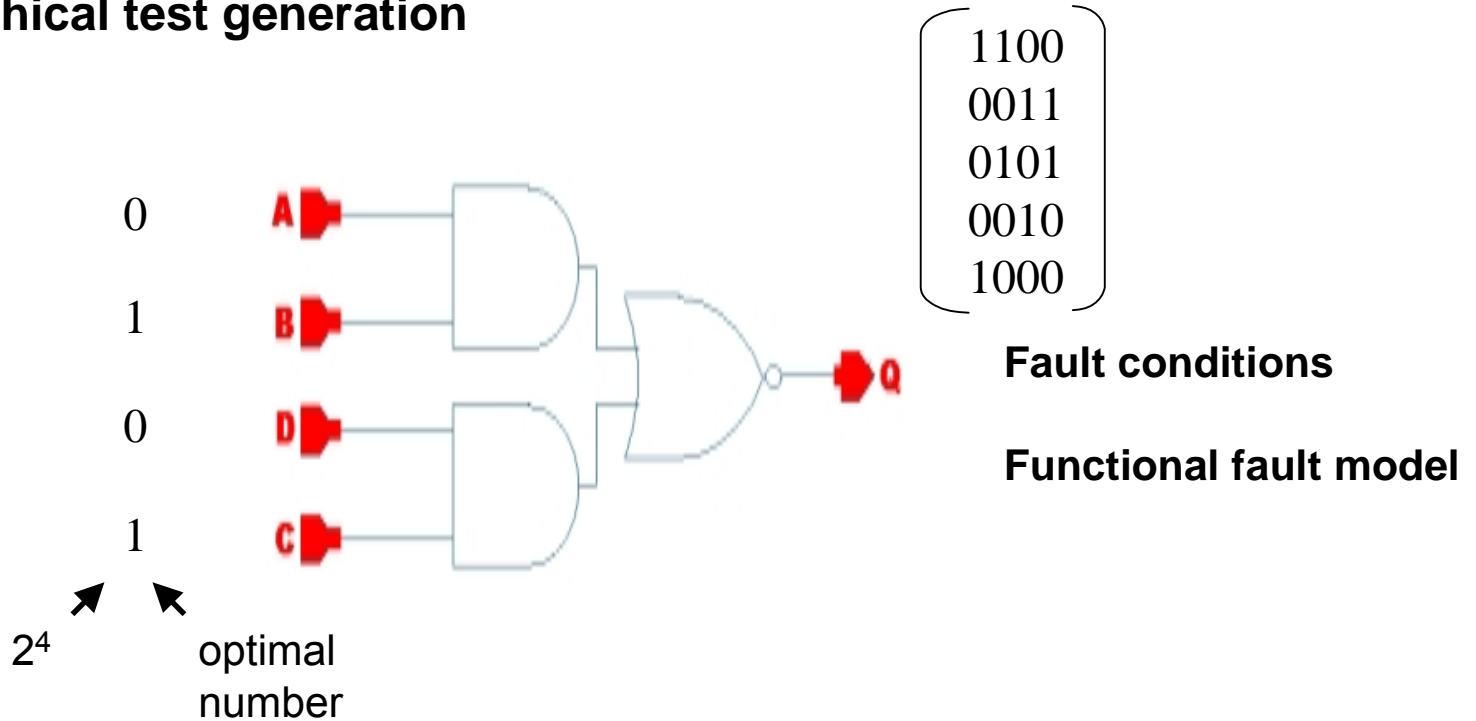 hical test generation
1100
0011
0101
0010
1000
0 A
1 B
0 D
1 C
Q
Fault conditions
Functional fault model
2⁴
optimal
number